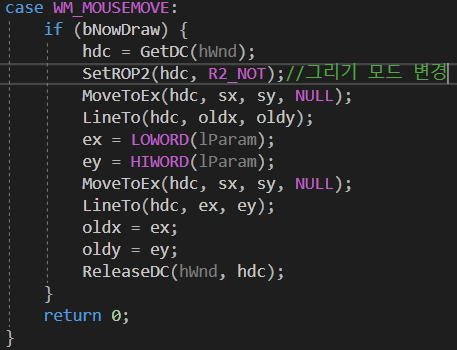 case WM_MOUSEMOVE:
if (bNowDraw) {
hdc = GetDC(hWnd);
SetROP2(hdc, R2_NOT);//그리기 모드 변경
MoveToEx(hdc, sx, sy, NULL);
LineTo(hdc, oldx, oldy);
ex = LOWORD(lParam);
ey = HIWORD(lParam);
MoveToEx(hdc, sx, sy, NULL);
LineTo(hdc, ex, ey);
oldx = ex;
oldy = ey;
ReleaseDC(hWnd, hdc);
}
return 0;
}